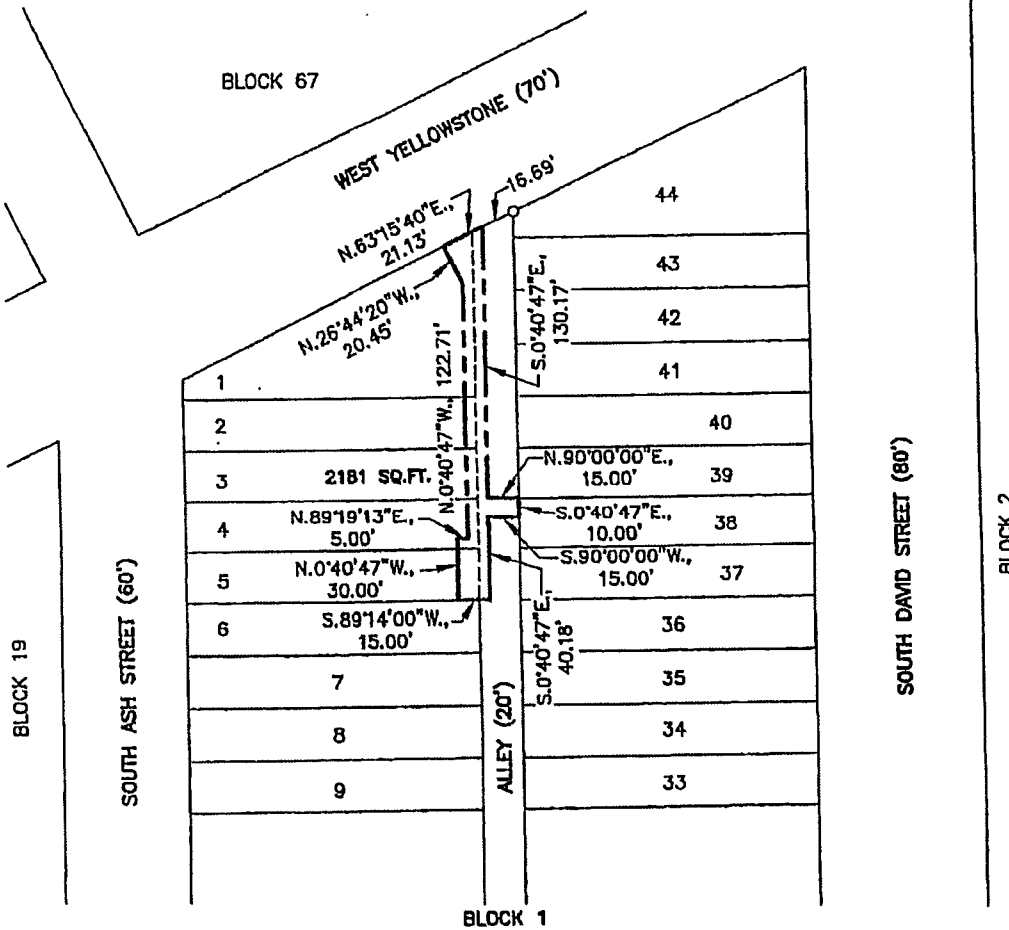 BLOCK 67
WEST YELLOWSTONE (70')
16.69'
N.63°15'40"E.,
21.13'
N.26°44'20"W.,
20.45'
N.0°40'47"W., 122.71'
S.0°40'47"E.,
130.17'
44
43
42
41
40
39
38
37
36
35
34
33
1
2
3
4
5
6
7
8
9
2181 SQ.FT.
N.90°00'00"E.,
15.00'
N.89°19'13"E.,
5.00'
S.0°40'47"E.,
10.00'
N.0°40'47"W.,
30.00'
S.90°00'00"W.,
15.00'
S.89°14'00"W.,
15.00'
S.0°40'47"E.,
40.18'
ALLEY (20')
SOUTH ASH STREET (60')
SOUTH DAVID STREET (80')
BLOCK 19
BLOCK 2
BLOCK 1